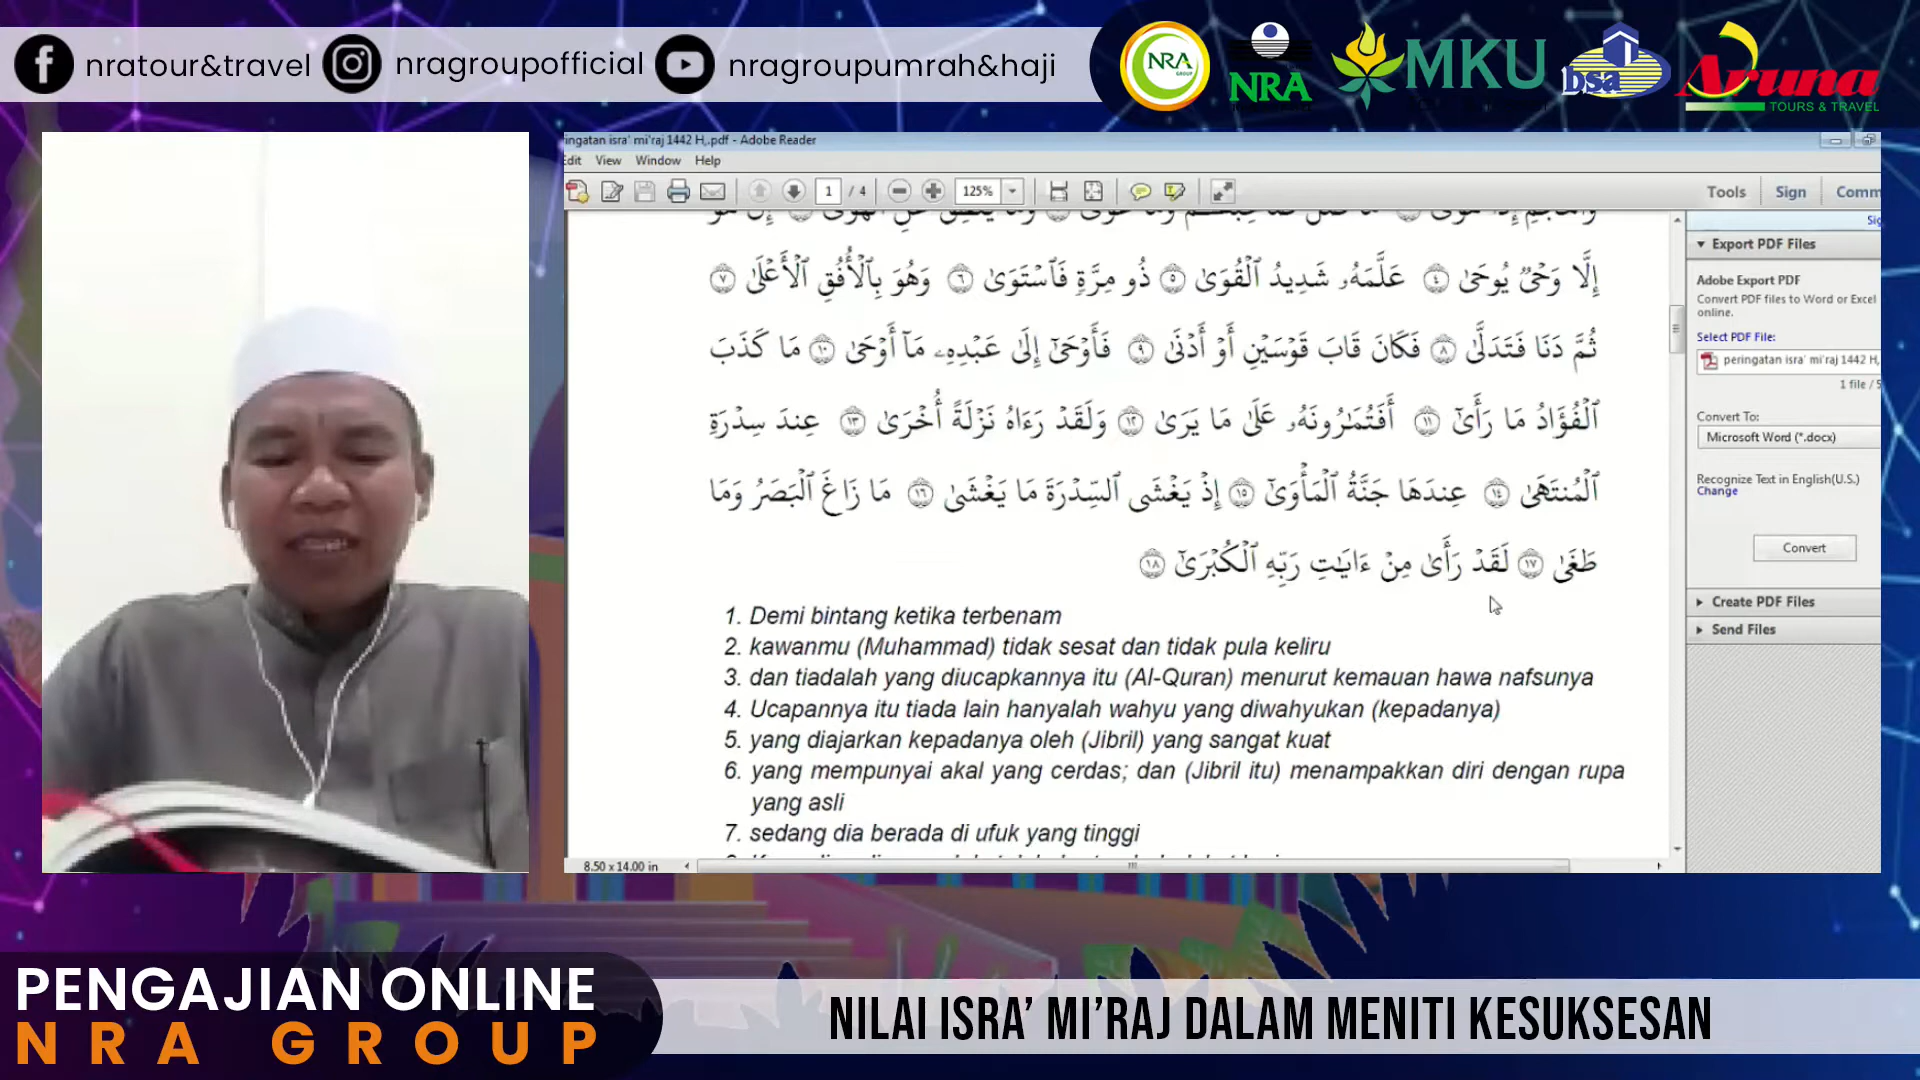 nratour&travel
nragroupofficial
nragroupumrah&haji
NRA
GROUP
NRA
MKU
bsa
Aruna
TOURS & TRAVEL
ringatan isra' mi'raj 1442 H,.pdf - Adobe Reader
Edit View Window Help
1 / 4
125%
Tools Sign Comm
Export PDF Files
Adobe Export PDF
Convert PDF files to Word or Excel
online.
Select PDF File:
peringatan isra' mi'raj 1442 H,
1 file / 5
Convert To:
Microsoft Word (*.docx)
Recognize Text in English(U.S.)
Change
Convert
Create PDF Files
Send Files
إِلَّا وَحْىٌ يُوحَىٰ ٤ عَلَّمَهُۥ شَدِيدُ ٱلْقُوَىٰ ٥ ذُو مِرَّةٍ فَٱسْتَوَىٰ ٦ وَهُوَ بِٱلْأُفُقِ ٱلْأَعْلَىٰ ٧
ثُمَّ دَنَا فَتَدَلَّىٰ ٨ فَكَانَ قَابَ قَوْسَيْنِ أَوْ أَدْنَىٰ ٩ فَأَوْحَىٰٓ إِلَىٰ عَبْدِهِۦ مَآ أَوْحَىٰ ١٠ مَا كَذَبَ
ٱلْفُؤَادُ مَا رَأَىٰٓ ١١ أَفَتُمَٰرُونَهُۥ عَلَىٰ مَا يَرَىٰ ١٢ وَلَقَدْ رَءَاهُ نَزْلَةً أُخْرَىٰ ١٣ عِندَ سِدْرَةِ
ٱلْمُنتَهَىٰ ١٤ عِندَهَا جَنَّةُ ٱلْمَأْوَىٰٓ ١٥ إِذْ يَغْشَى ٱلسِّدْرَةَ مَا يَغْشَىٰ ١٦ مَا زَاغَ ٱلْبَصَرُ وَمَا
طَغَىٰ ١٧ لَقَدْ رَأَىٰ مِنْ ءَايَٰتِ رَبِّهِ ٱلْكُبْرَىٰٓ ١٨
1. Demi bintang ketika terbenam
2. kawanmu (Muhammad) tidak sesat dan tidak pula keliru
3. dan tiadalah yang diucapkannya itu (Al-Quran) menurut kemauan hawa nafsunya
4. Ucapannya itu tiada lain hanyalah wahyu yang diwahyukan (kepadanya)
5. yang diajarkan kepadanya oleh (Jibril) yang sangat kuat
6. yang mempunyai akal yang cerdas; dan (Jibril itu) menampakkan diri dengan rupa
yang asli
7. sedang dia berada di ufuk yang tinggi
8.50 x 14.00 in
PENGAJIAN ONLINE
NRA GROUP
NILAI ISRA' MI'RAJ DALAM MENITI KESUKSESAN